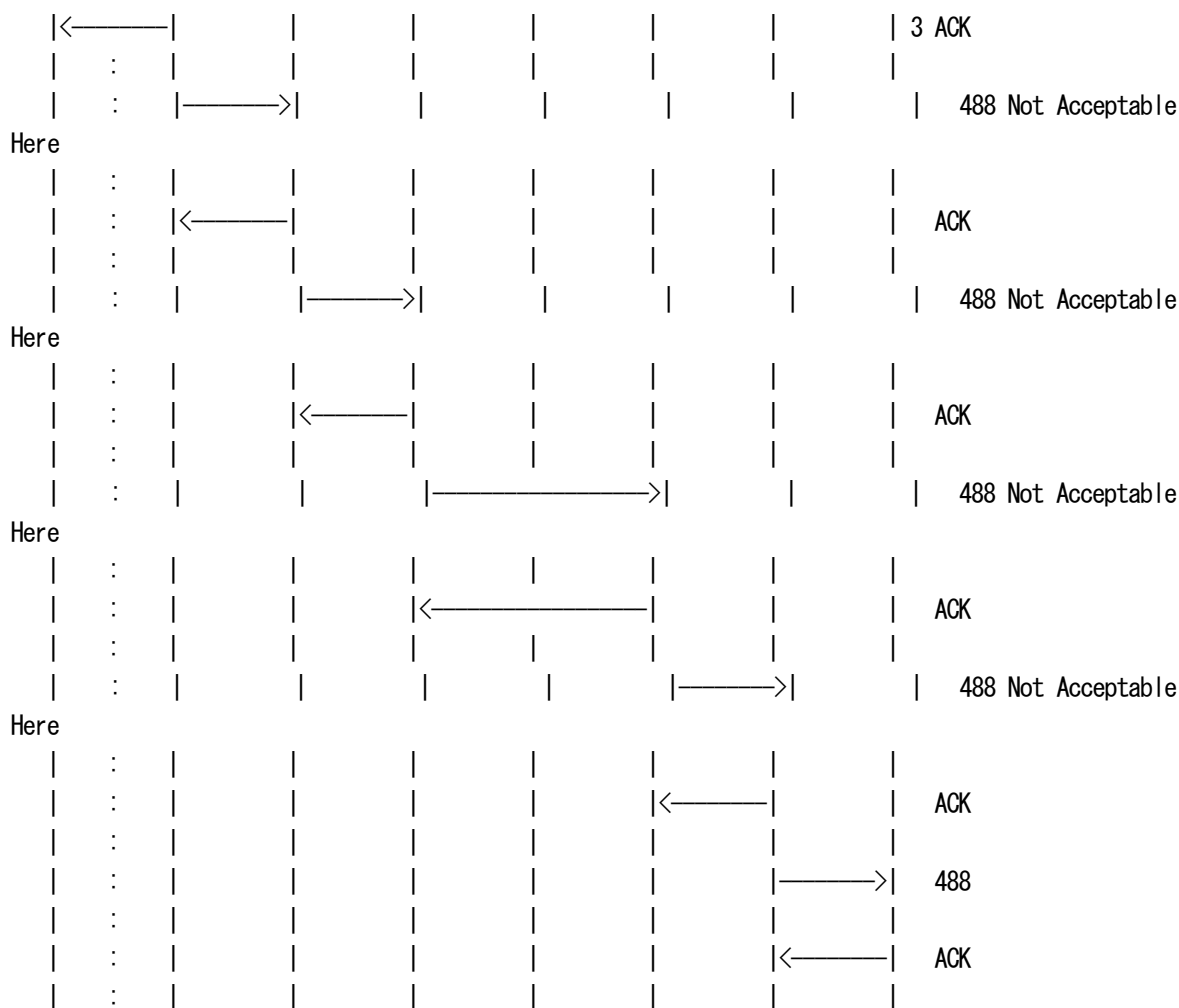 |<--------| | | | | | | 3 ACK
| : | | | | | | |
| : |-------->| | | | | | 488 Not Acceptable
Here
| : | | | | | | |
| : |<--------| | | | | | ACK
| : | | | | | | |
| : | |-------->| | | | | 488 Not Acceptable
Here
| : | | | | | | |
| : | |<--------| | | | | ACK
| : | | | | | | |
| : | | |------------------>| | | 488 Not Acceptable
Here
| : | | | | | | |
| : | | |<------------------| | | ACK
| : | | | | | | |
| : | | | | |-------->| | 488 Not Acceptable
Here
| : | | | | | | |
| : | | | | |<--------| | ACK
| : | | | | | | |
| : | | | | | |-------->| 488
| : | | | | | | |
| : | | | | | |<--------| ACK
| : | | | | | | |